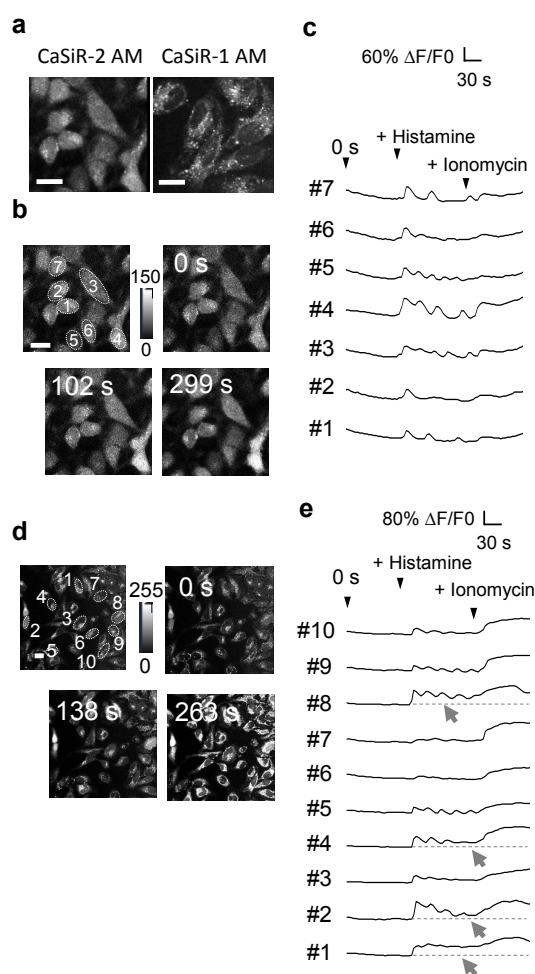 a
CaSiR-2 AM CaSiR-1 AM
b
7
2
3
1
6
5
4
150
0
0 s
102 s
299 s
c
60% ΔF/F0
30 s
0 s
+ Histamine
+ Ionomycin
#7
#6
#5
#4
#3
#2
#1
d
1
7
4
8
3
2
6
9
5
10
255
0
0 s
138 s
263 s
e
80% ΔF/F0
30 s
+ Histamine
0 s
+ Ionomycin
#10
#9
#8
#7
#6
#5
#4
#3
#2
#1